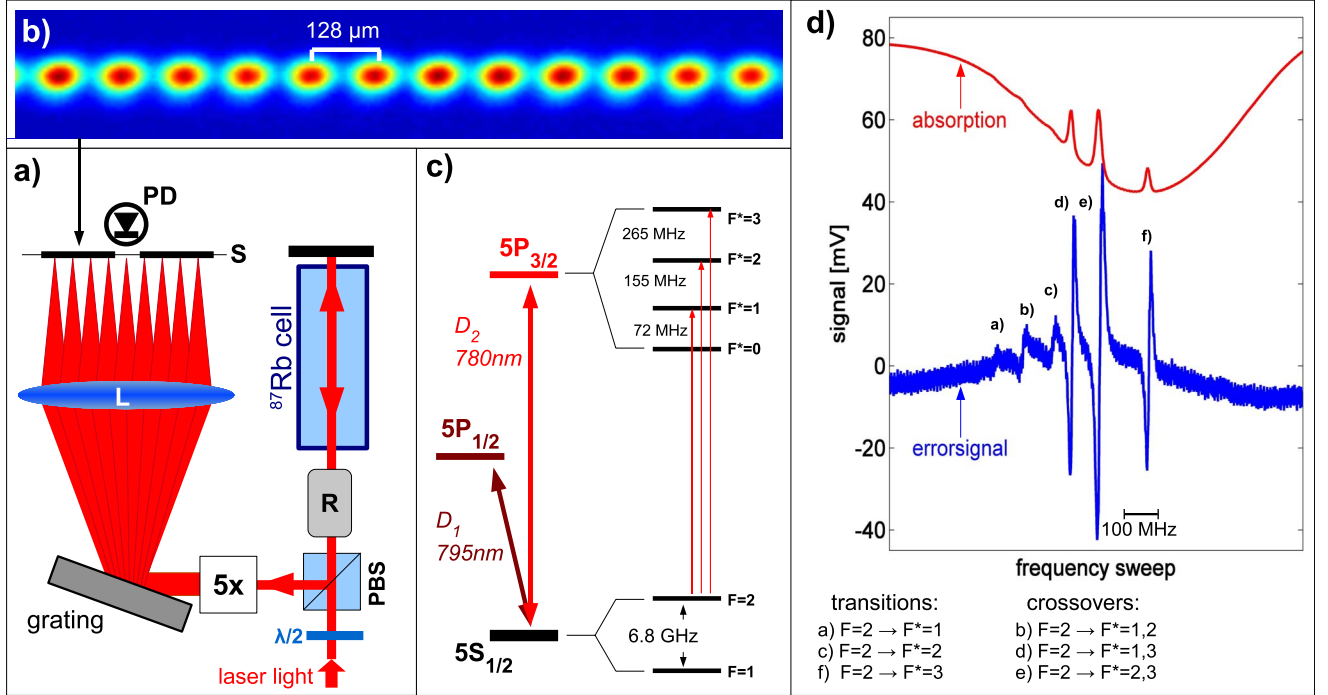 b)
128 µm
a)
PD
S
⁸⁷Rb cell
L
R
5x
PBS
grating
λ/2
laser light
c)
F*=3
265 MHz
5P3/2
F*=2
155 MHz
F*=1
72 MHz
F*=0
D2
780nm
5P1/2
D1
795nm
F=2
6.8 GHz
5S1/2
F=1
d)
80
60
40
20
0
-20
-40
signal [mV]
absorption
d)
e)
f)
c)
b)
a)
errorsignal
100 MHz
frequency sweep
transitions:
crossovers:
a) F=2 → F*=1
b) F=2 → F*=1,2
c) F=2 → F*=2
d) F=2 → F*=1,3
f) F=2 → F*=3
e) F=2 → F*=2,3